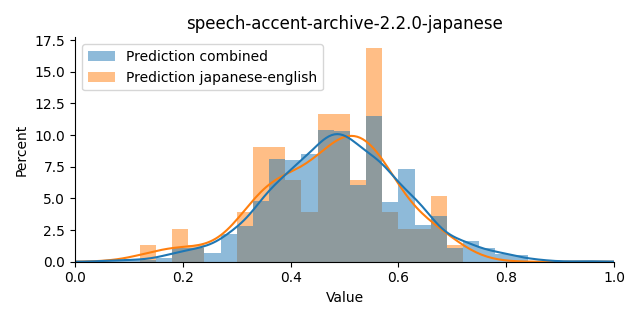 speech-accent-archive-2.2.0-japanese
Prediction combined
Prediction japanese-english
17.5
15.0
12.5
10.0
7.5
5.0
2.5
0.0
Percent
0.0 0.2 0.4 0.6 0.8 1.0
Value